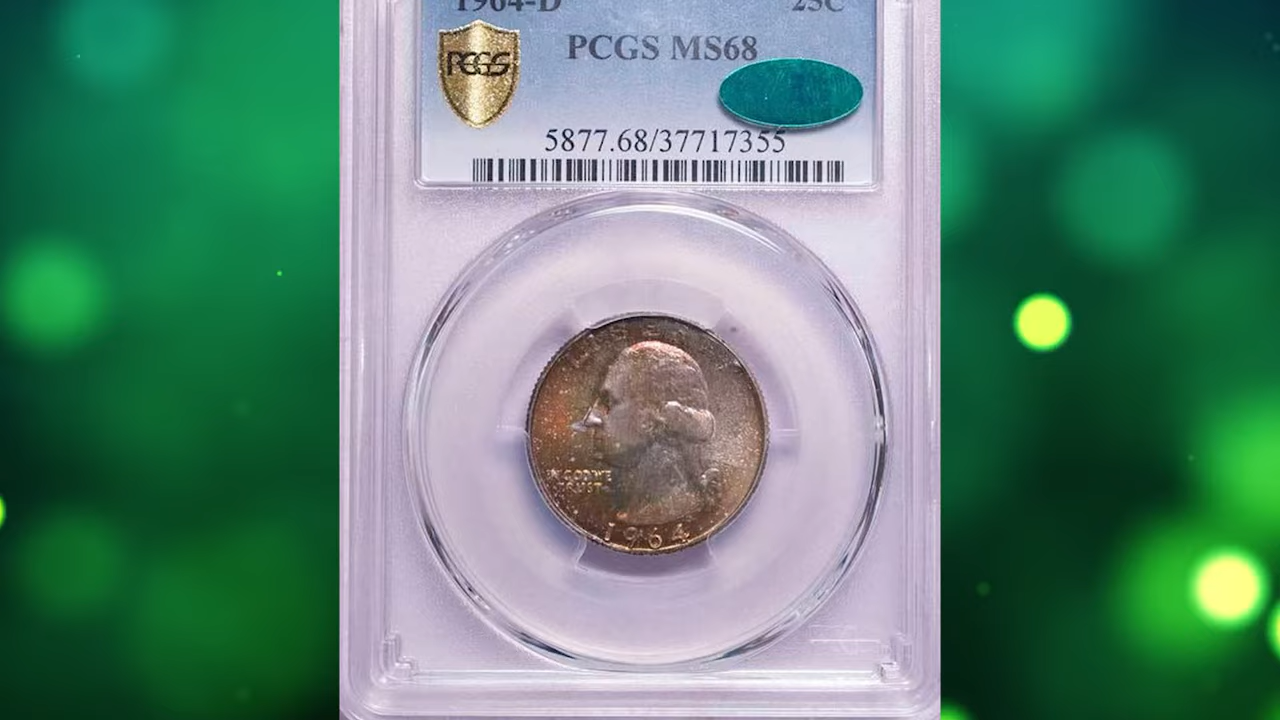 1964-D 25C
PCGS MS68
PCGS
5877.68/37717355
LIBERTY
IN GOD WE
TRUST
1964